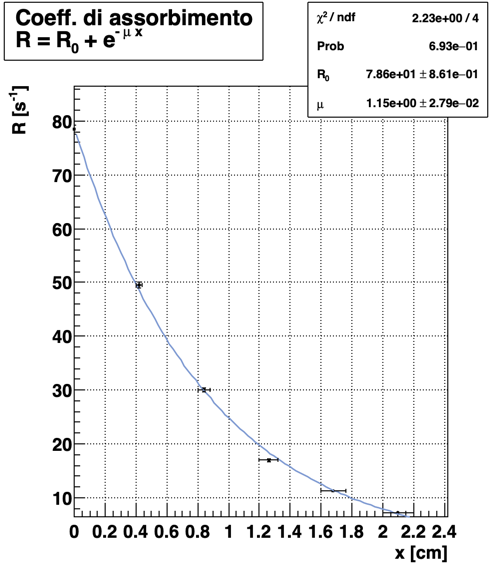 Coeff. di assorbimento
R = R₀ + e^-μ x
χ² / ndf 2.23e+00 / 4
Prob 6.93e−01
R₀ 7.86e+01 ± 8.61e−01
μ 1.15e+00 ± 2.79e−02
R [s⁻¹]
80
70
60
50
40
30
20
10
0 0.2 0.4 0.6 0.8 1 1.2 1.4 1.6 1.8 2 2.2 2.4
x [cm]